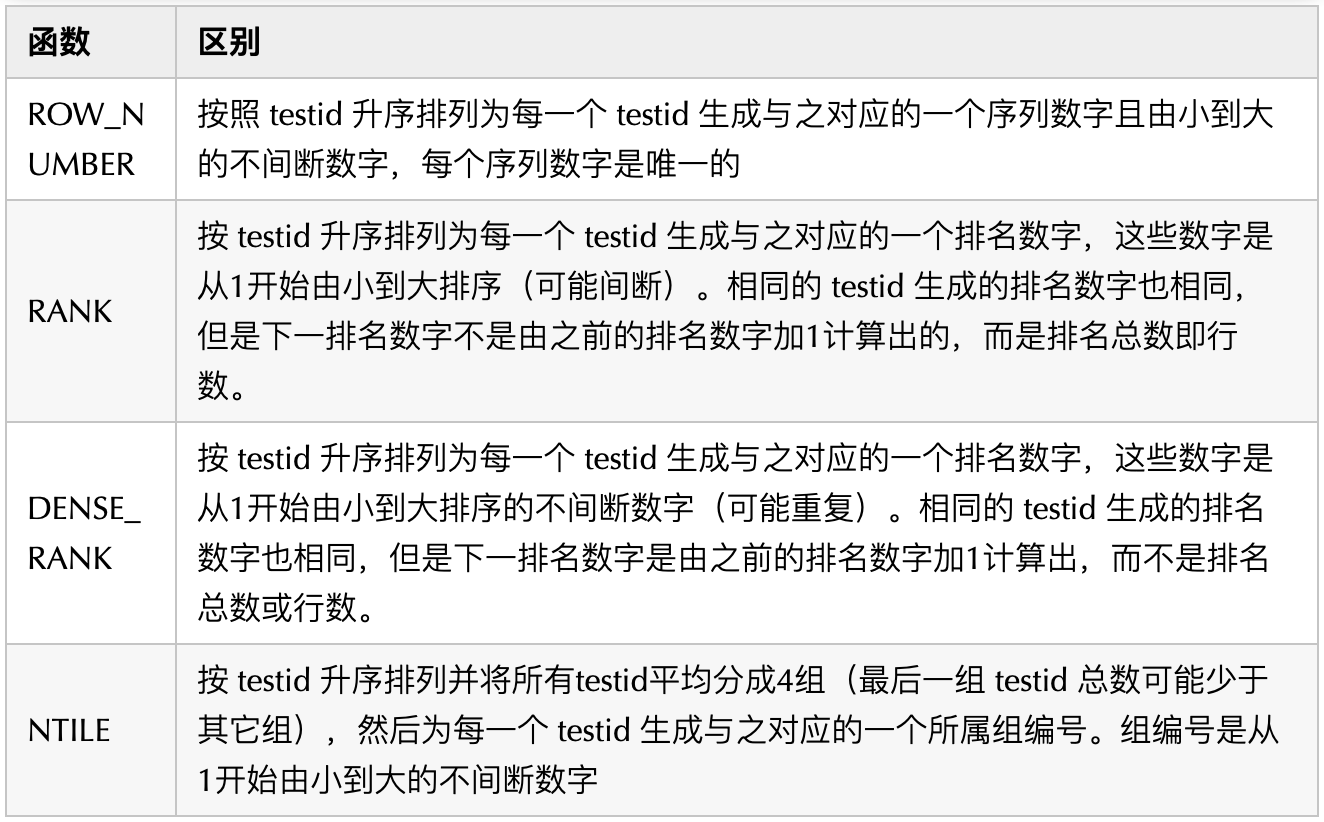 函数
区别
ROW_N
UMBER
按照 testid 升序排列为每一个 testid 生成与之对应的一个序列数字且由小到大
的不间断数字，每个序列数字是唯一的
RANK
按 testid 升序排列为每一个 testid 生成与之对应的一个排名数字，这些数字是
从1开始由小到大排序（可能间断）。相同的 testid 生成的排名数字也相同，
但是下一排名数字不是由之前的排名数字加1计算出的，而是排名总数即行
数。
DENSE_
RANK
按 testid 升序排列为每一个 testid 生成与之对应的一个排名数字，这些数字是
从1开始由小到大排序的不间断数字（可能重复）。相同的 testid 生成的排名
数字也相同，但是下一排名数字是由之前的排名数字加1计算出，而不是排名
总数或行数。
NTILE
按 testid 升序排列并将所有testid平均分成4组（最后一组 testid 总数可能少于
其它组），然后为每一个 testid 生成与之对应的一个所属组编号。组编号是从
1开始由小到大的不间断数字